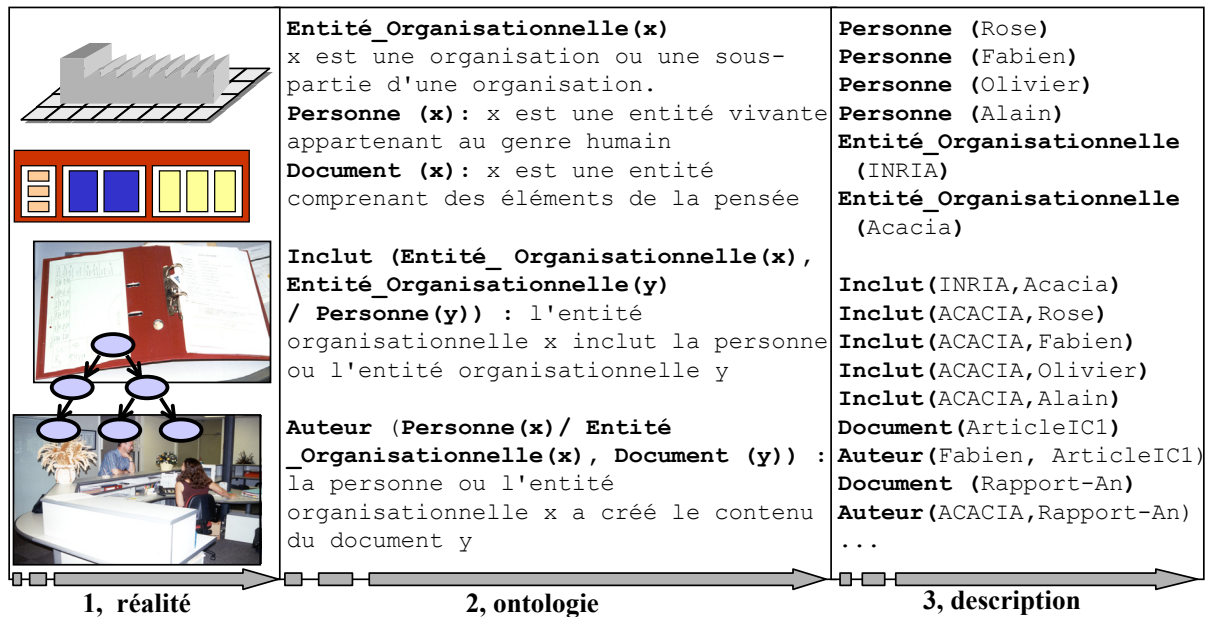 Entité_Organisationnelle(x)
x est une organisation ou une sous-
partie d'une organisation.
Personne (x): x est une entité vivante
appartenant au genre humain
Document (x): x est une entité
comprenant des éléments de la pensée
Inclut (Entité_ Organisationnelle(x),
Entité_Organisationnelle(y)
/ Personne(y)) : l'entité
organisationnelle x inclut la personne
ou l'entité organisationnelle y
Auteur (Personne(x)/ Entité
_Organisationnelle(x), Document (y)) :
la personne ou l'entité
organisationnelle x a créé le contenu
du document y
Personne (Rose)
Personne (Fabien)
Personne (Olivier)
Personne (Alain)
Entité_Organisationnelle
(INRIA)
Entité_Organisationnelle
(Acacia)
Inclut(INRIA,Acacia)
Inclut(ACACIA,Rose)
Inclut(ACACIA,Fabien)
Inclut(ACACIA,Olivier)
Inclut(ACACIA,Alain)
Document(ArticleIC1)
Auteur(Fabien, ArticleIC1)
Document (Rapport-An)
Auteur(ACACIA,Rapport-An)
...
1, réalité
2, ontologie
3, description